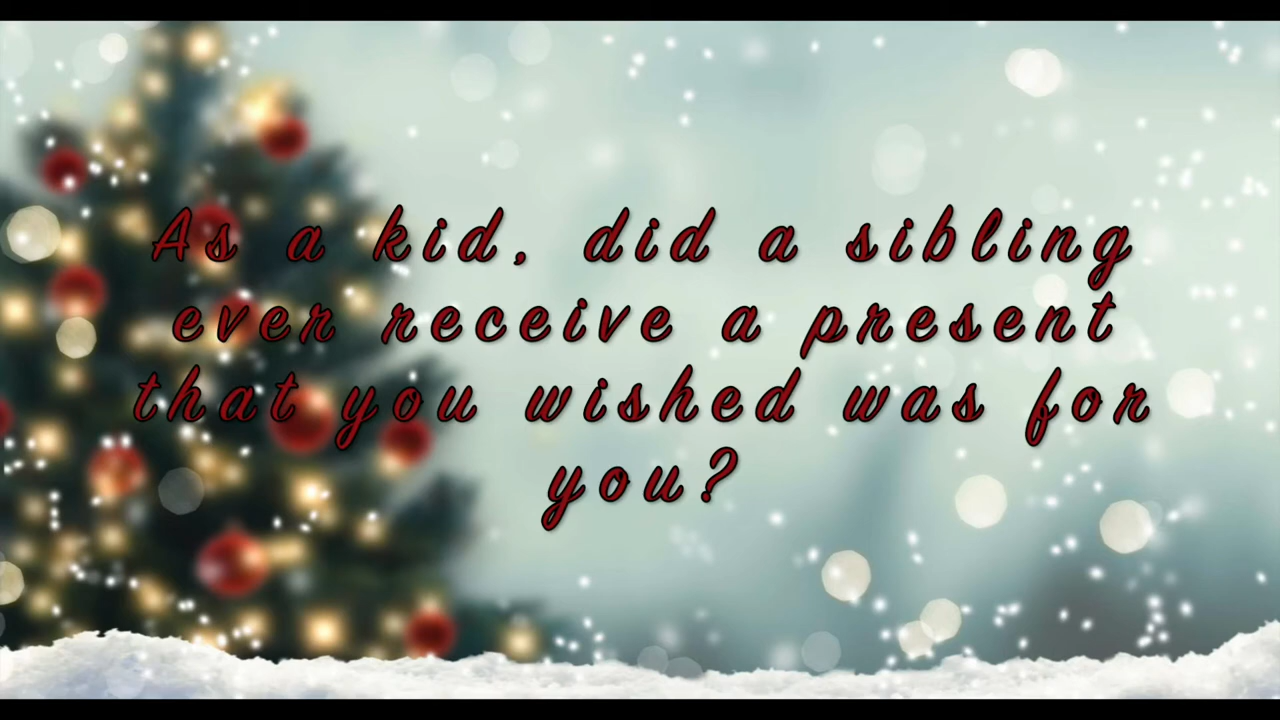 As a kid, did a sibling
ever receive a present
that you wished was for
you?